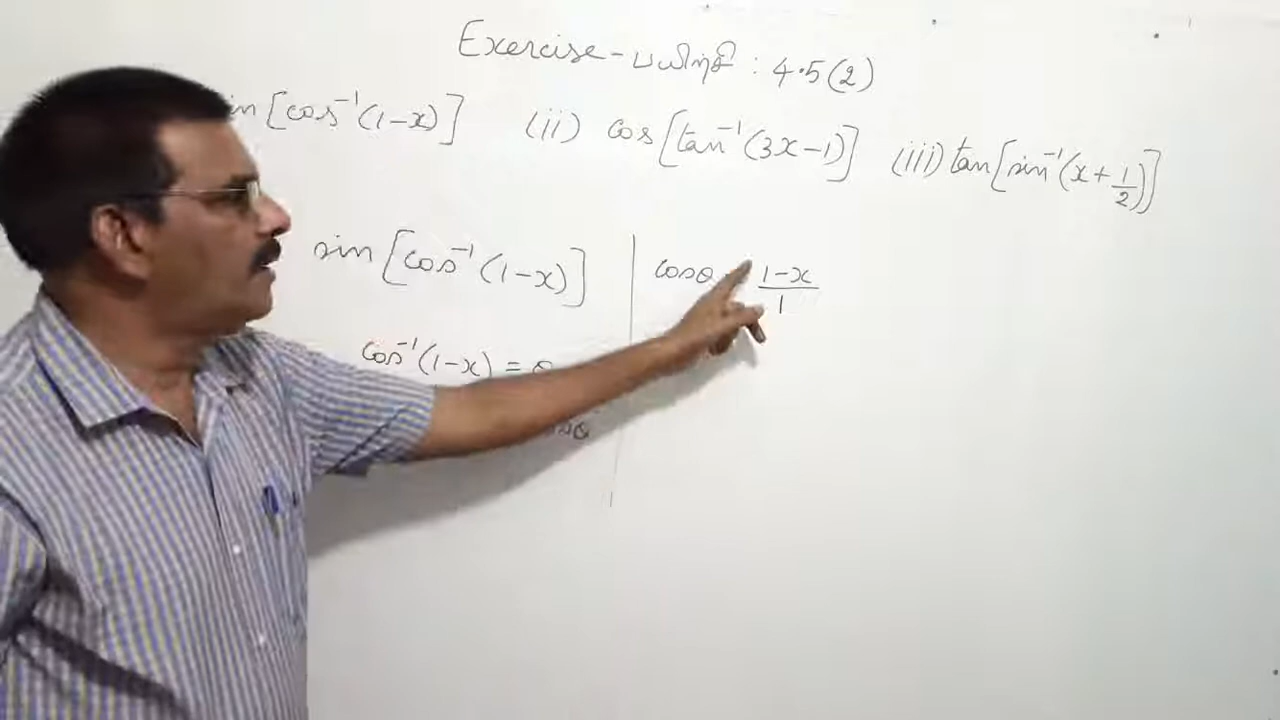 Exercise - பயிற்சி : 4.5(2)
in[cos⁻¹(1-x)] (ii) cos[tan⁻¹(3x-1)] (iii) tan[sin⁻¹(x+1/2)]
sin[cos⁻¹(1-x)]
cosθ 1-x/1
cos⁻¹(1-x) = θ